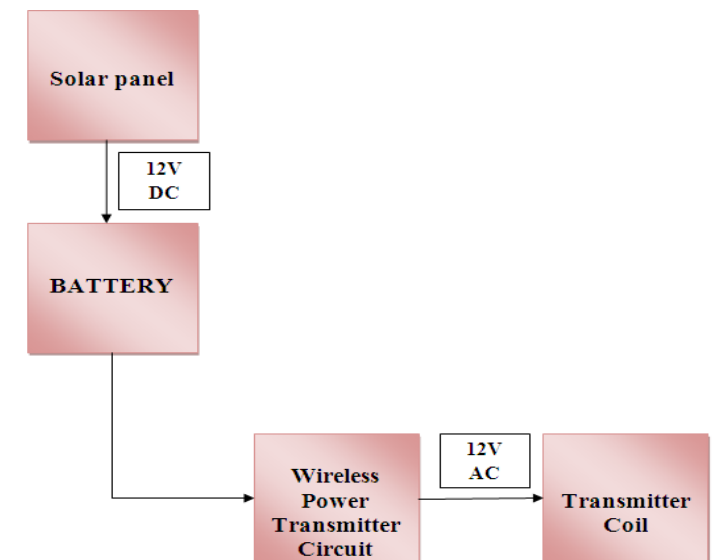 Solar panel
12V
DC
BATTERY
Wireless
Power
Transmitter
Circuit
12V
AC
Transmitter
Coil